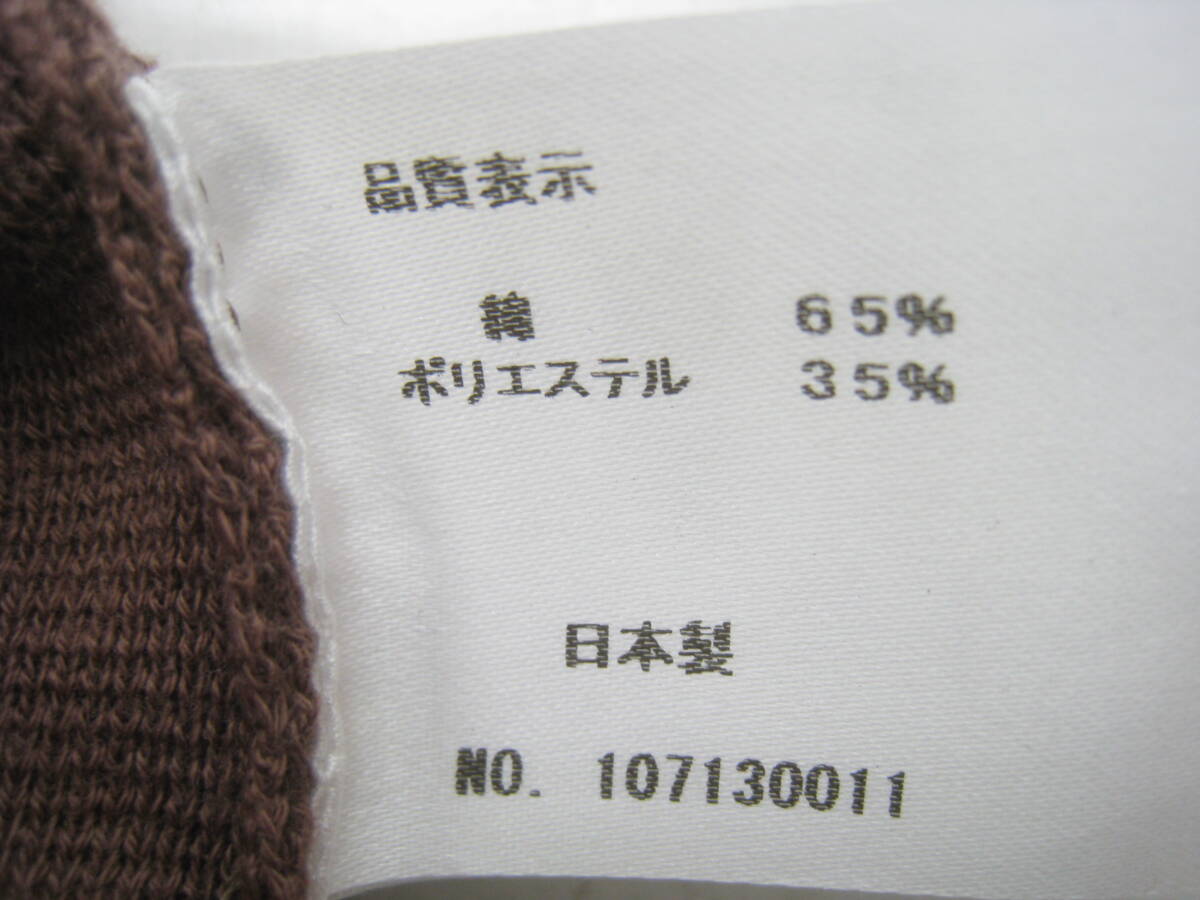 品質表示
綿 65%
ポリエステル 35%
日本製
NO. 107130011